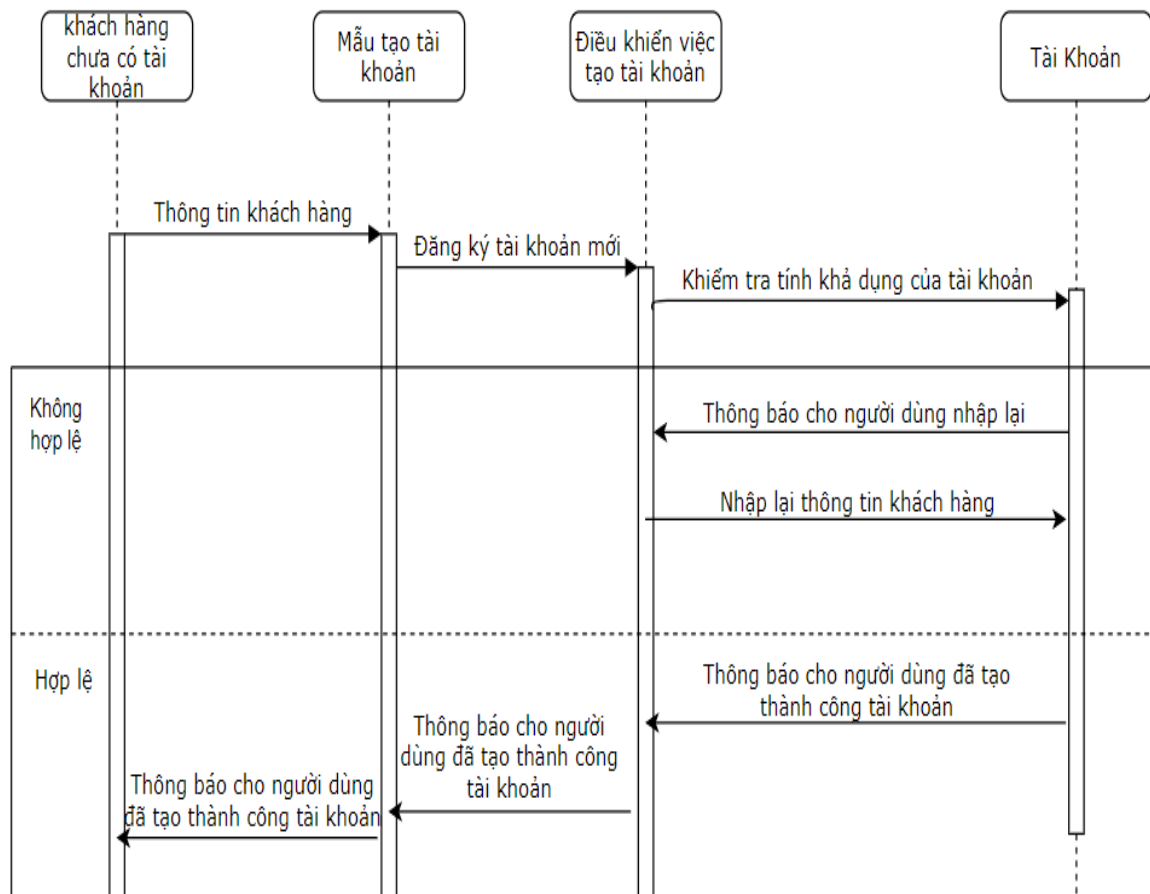 khách hàng
chưa có tài
khoản
Mẫu tạo tài
khoản
Điều khiển việc
tạo tài khoản
Tài Khoản
Thông tin khách hàng
Đăng ký tài khoản mới
Khiểm tra tính khả dụng của tài khoản
Không
hợp lệ
Thông báo cho người dùng nhập lại
Nhập lại thông tin khách hàng
Hợp lệ
Thông báo cho người dùng đã tạo
thành công tài khoản
Thông báo cho người
dùng đã tạo thành công
tài khoản
Thông báo cho người dùng
đã tạo thành công tài khoản